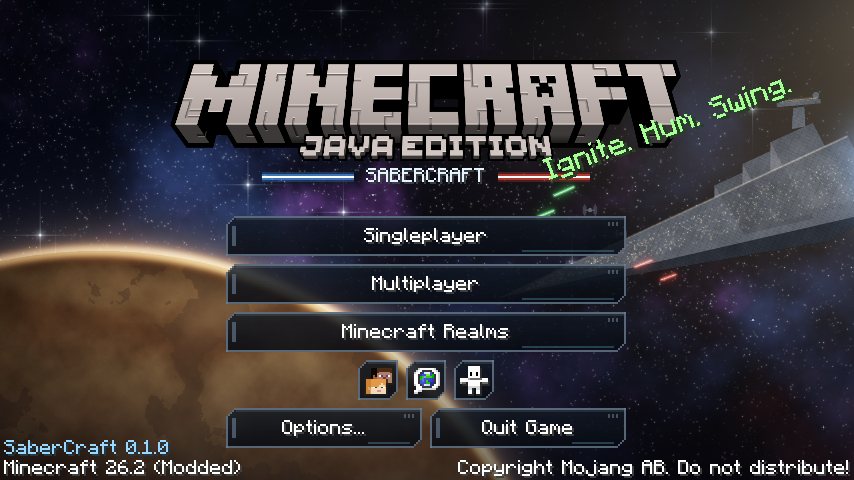 MINECRAFT
JAVA EDITION
Ignite. Hum. Swing.
SABERCRAFT
Singleplayer
Multiplayer
Minecraft Realms
Options...
Quit Game
SaberCraft 0.1.0
Minecraft 26.2 (Modded)
Copyright Mojang AB. Do not distribute!